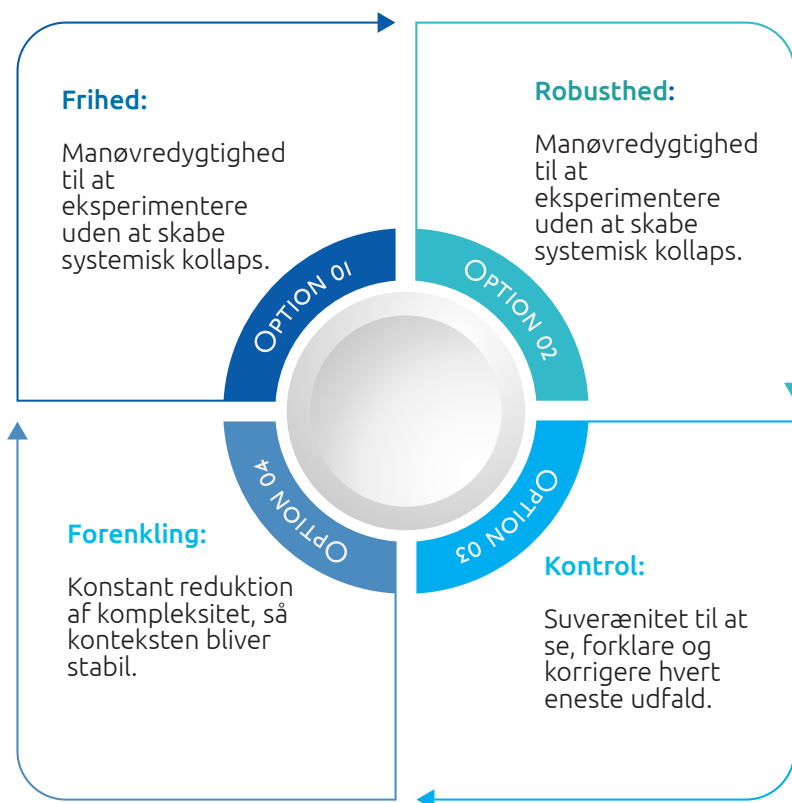 Frihed:
Manøvredygtighed
til at
eksperimentere
uden at skabe
systemisk kollaps.
OPTION 01
Robusthed:
Manøvredygtighed
til at
eksperimentere
uden at skabe
systemisk kollaps.
OPTION 02
OPTION 03
Kontrol:
Suverænitet til at
se, forklare og
korrigere hvert
eneste udfald.
OPTION 04
Forenkling:
Konstant reduktion
af kompleksitet, så
konteksten bliver
stabil.